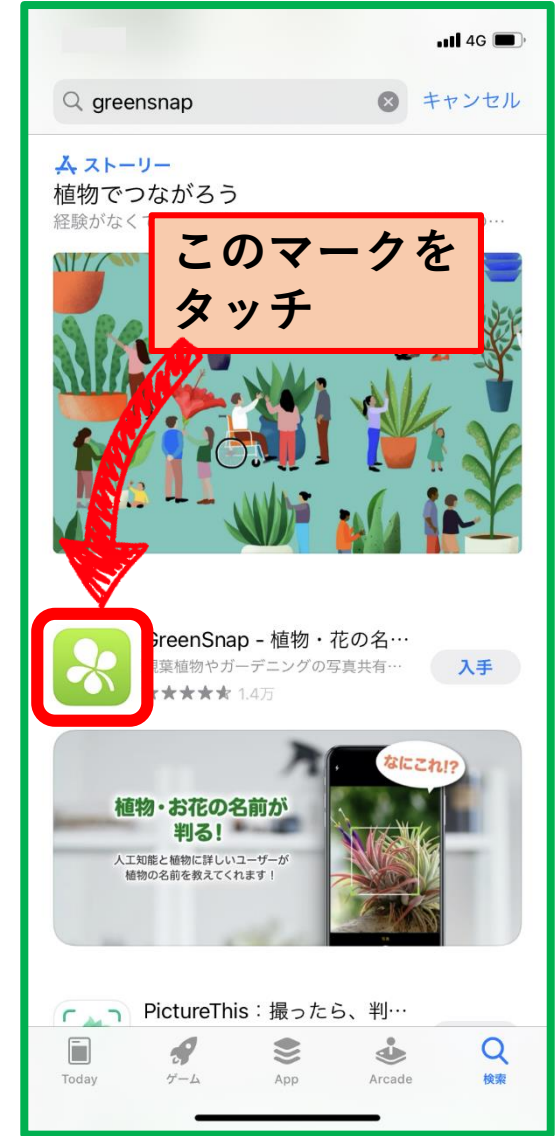 4G
greensnap
キャンセル
ストーリー
植物でつながろう
経験がなく
このマークを
タッチ
GreenSnap - 植物・花の名…
観葉植物やガーデニングの写真共有…
入手
1.4万
なにこれ!?
植物・お花の名前が
判る!
人工知能と植物に詳しいユーザーが
植物の名前を教えてくれます!
PictureThis:撮ったら、判…
Today
ゲーム
App
Arcade
検索